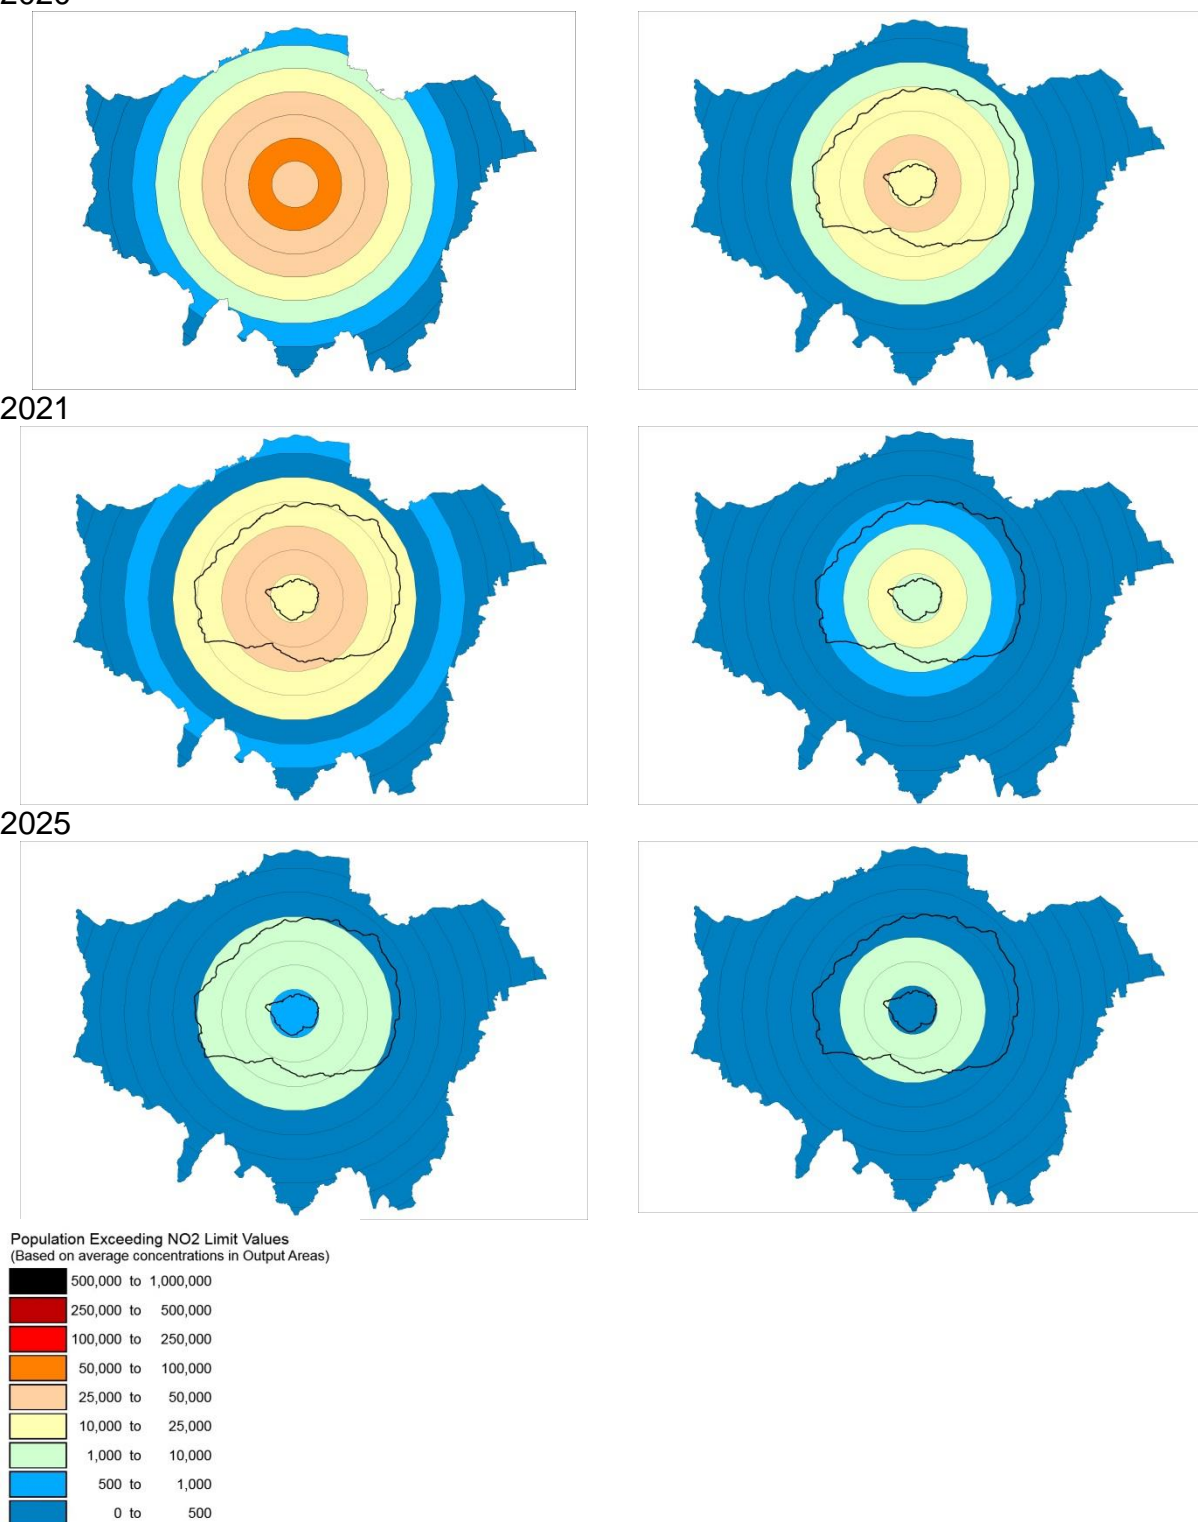 2020
2021
2025
Population Exceeding NO2 Limit Values
(Based on average concentrations in Output Areas)
500,000 to 1,000,000
250,000 to 500,000
100,000 to 250,000
50,000 to 100,000
25,000 to 50,000
10,000 to 25,000
1,000 to 10,000
500 to 1,000
0 to 500